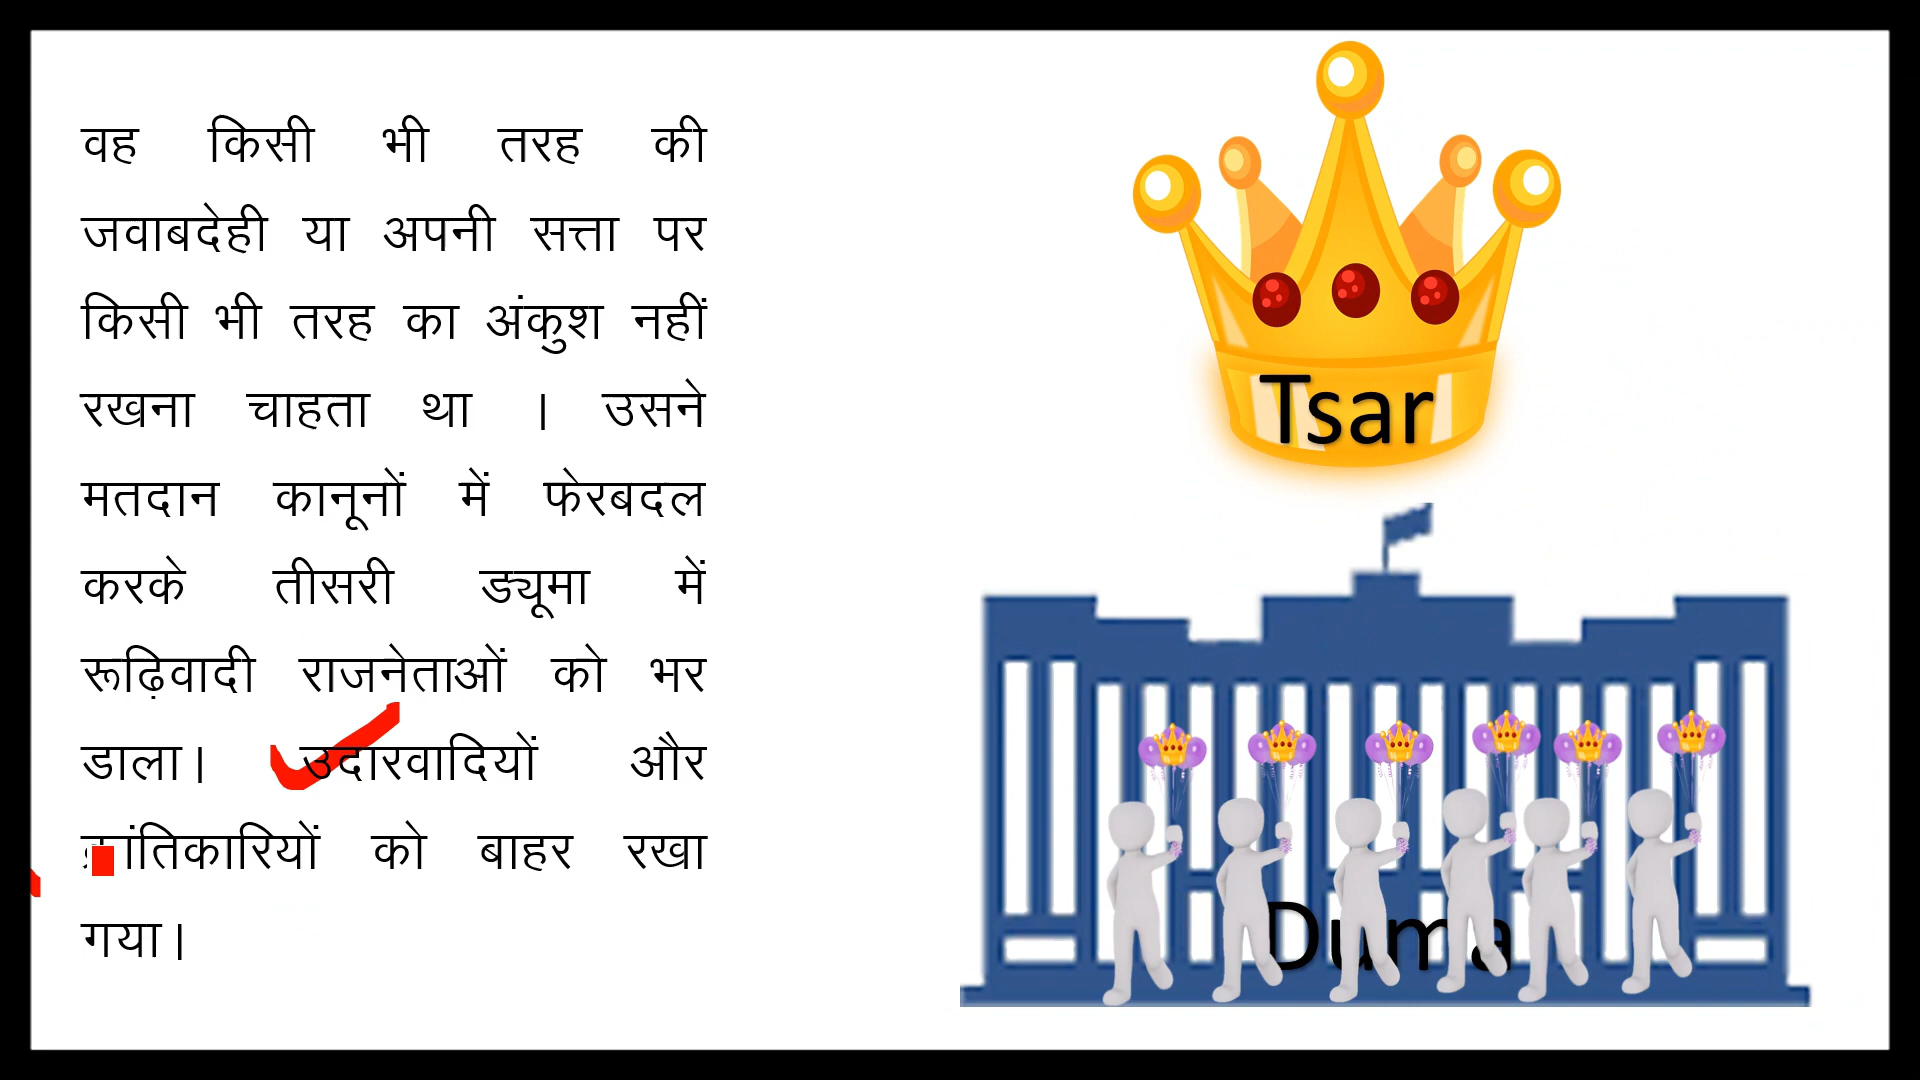 वह किसी भी तरह की
जवाबदेही या अपनी सत्ता पर
किसी भी तरह का अंकुश नहीं
रखना चाहता था । उसने
मतदान कानूनों में फेरबदल
करके तीसरी ड्यूमा में
रूढ़िवादी राजनेताओं को भर
डाला। उदारवादियों और
क्रांतिकारियों को बाहर रखा
गया।
Tsar
Duma